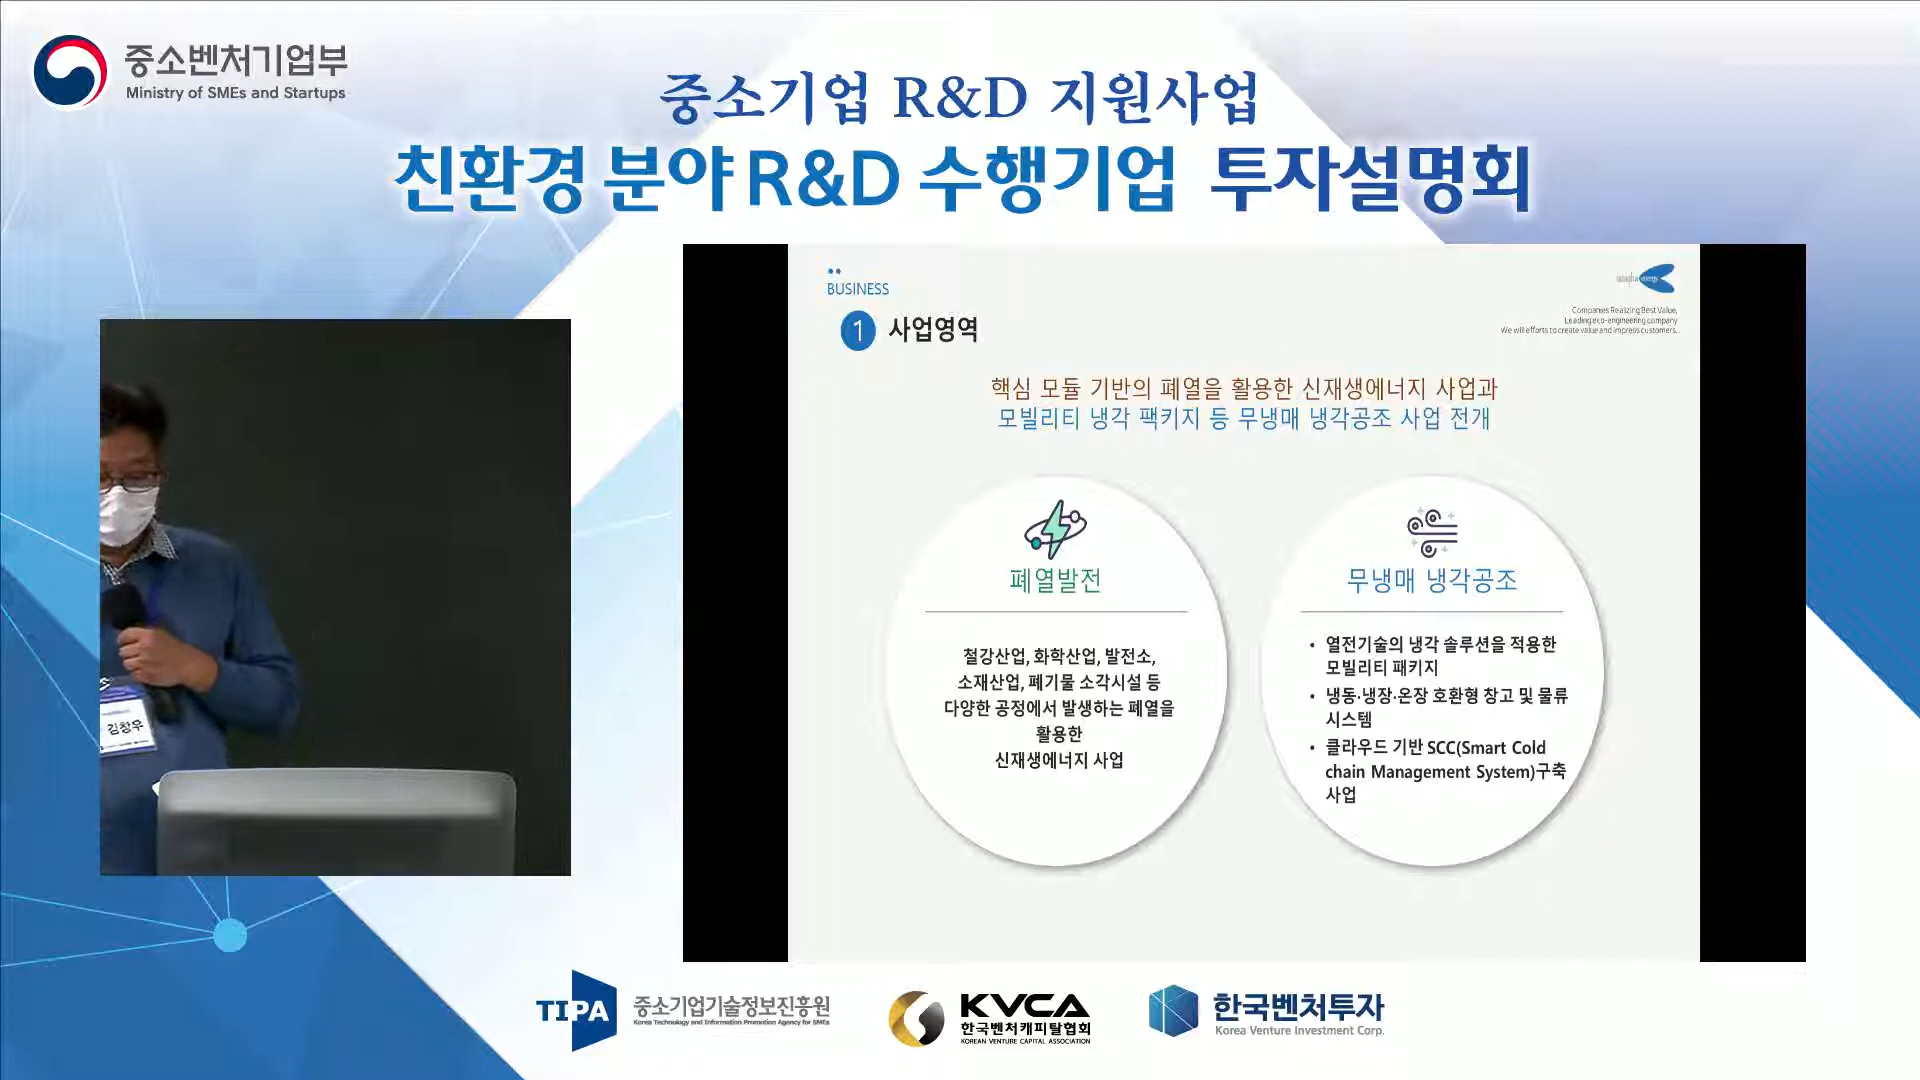 중소벤처기업부
Ministry of SMEs and Startups
중소기업 R&D 지원사업
친환경 분야 R&D 수행기업 투자설명회
BUSINESS
1 사업영역
Companies Realizing Best Value,
Leading eco-engineering company
We will efforts to create value and impress customers.
핵심 모듈 기반의 폐열을 활용한 신재생에너지 사업과
모빌리티 냉각 팩키지 등 무냉매 냉각공조 사업 전개
폐열발전
철강산업, 화학산업, 발전소,
소재산업, 폐기물 소각시설 등
다양한 공정에서 발생하는 폐열을
활용한
신재생에너지 사업
무냉매 냉각공조
• 열전기술의 냉각 솔루션을 적용한
모빌리티 패키지
• 냉동·냉장·온장 호환형 창고 및 물류
시스템
• 클라우드 기반 SCC(Smart Cold
chain Management System)구축
사업
김창우
TIPA 중소기업기술정보진흥원
Korea Technology and Information Promotion Agency for SMEs
KVCA
한국벤처캐피탈협회
KOREAN VENTURE CAPITAL ASSOCIATION
한국벤처투자
Korea Venture Investment Corp.